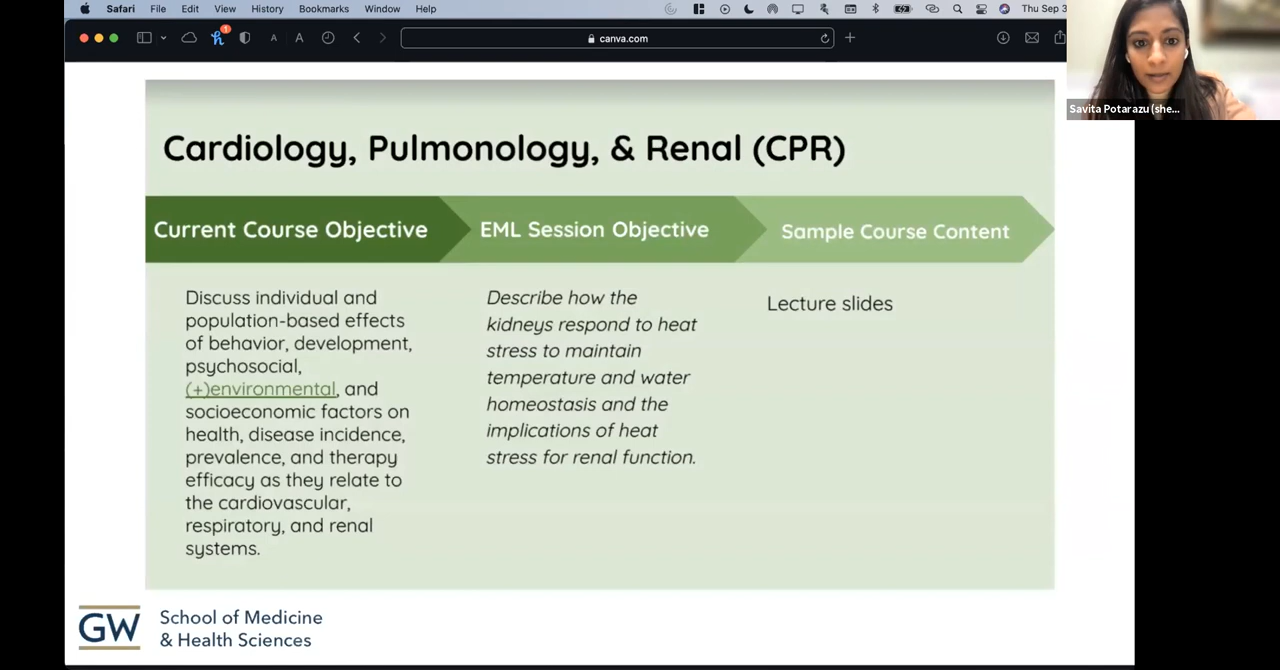 Safari File Edit View History Bookmarks Window Help Thu Sep 3
canva.com
Savita Potarazu (she...
Cardiology, Pulmonology, & Renal (CPR)
Current Course Objective
EML Session Objective
Sample Course Content
Discuss individual and
population-based effects
of behavior, development,
psychosocial,
(+)environmental, and
socioeconomic factors on
health, disease incidence,
prevalence, and therapy
efficacy as they relate to
the cardiovascular,
respiratory, and renal
systems.
Describe how the
kidneys respond to heat
stress to maintain
temperature and water
homeostasis and the
implications of heat
stress for renal function.
Lecture slides
GW
School of Medicine
& Health Sciences